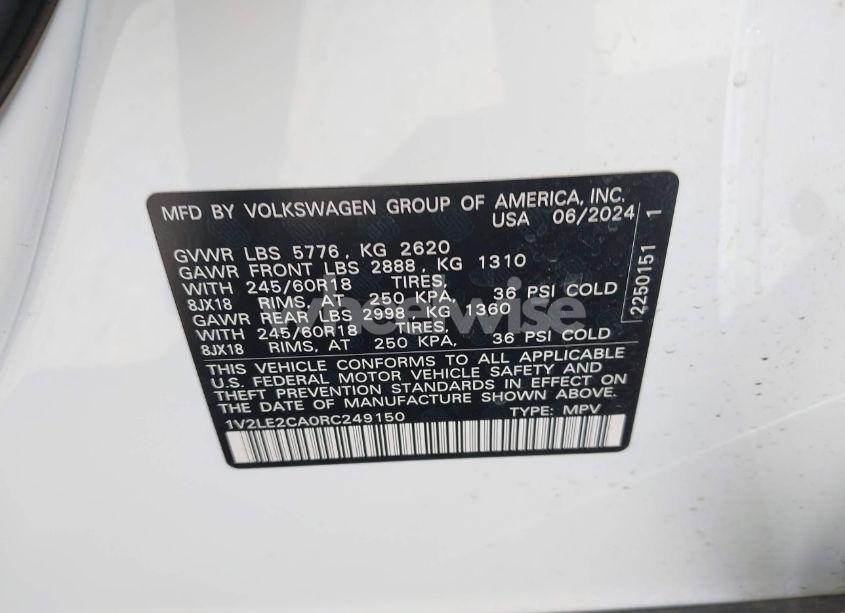 MFD BY VOLKSWAGEN GROUP OF AMERICA, INC.
USA 06/2024
GVWR LBS 5776, KG 2620
GAWR FRONT LBS 2888, KG 1310
WITH 245/60R18 TIRES,
8JX18 RIMS, AT 250 KPA, 36 PSI COLD
GAWR REAR LBS 2998, KG 1360
WITH 245/60R18 TIRES,
8JX18 RIMS, AT 250 KPA, 36 PSI COLD
THIS VEHICLE CONFORMS TO ALL APPLICABLE
U.S. FEDERAL MOTOR VEHICLE SAFETY AND
THEFT PREVENTION STANDARDS IN EFFECT ON
THE DATE OF MANUFACTURE SHOWN ABOVE.
1V2LE2CA0RC249150 TYPE: MPV
2250151 1
wheelwise